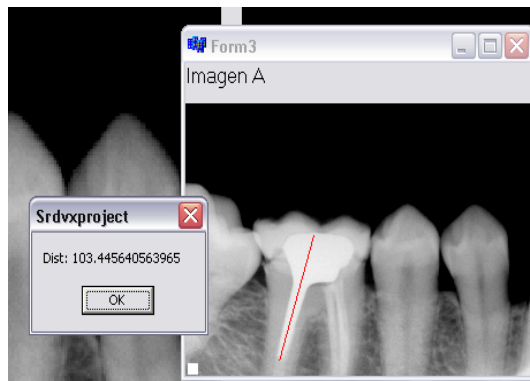 Form3
Imagen A
Srdvxproject
Dist: 103.445640563965
OK